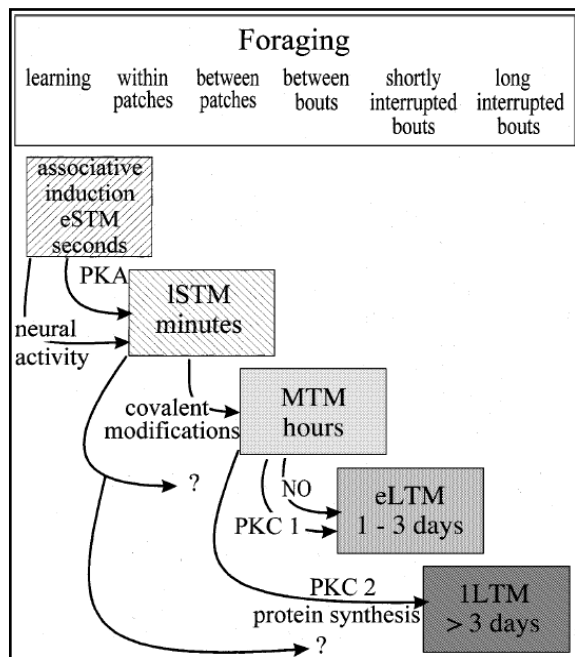 Foraging
learning within patches between patches between bouts shortly interrupted bouts long interrupted bouts
associative
induction
eSTM
seconds
PKA
lSTM
minutes
neural
activity
covalent
modifications
MTM
hours
?
NO
PKC 1
eLTM
1 - 3 days
PKC 2
protein synthesis
1LTM
> 3 days
?